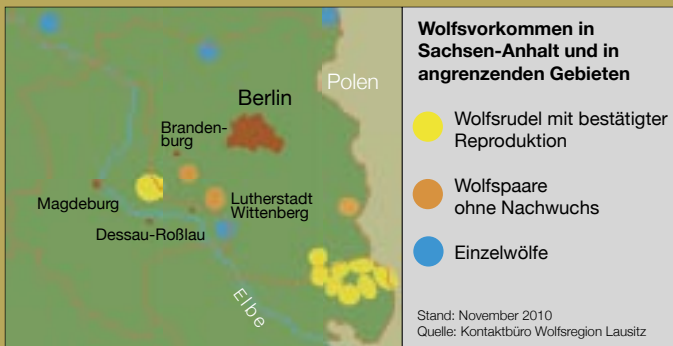 Polen
Berlin
Branden-
burg
Magdeburg
Lutherstadt
Wittenberg
Dessau-Roßlau
Elbe
Wolfsvorkommen in
Sachsen-Anhalt und in
angrenzenden Gebieten
Wolfsrudel mit bestätigter
Reproduktion
Wolfspaare
ohne Nachwuchs
Einzelwölfe
Stand: November 2010
Quelle: Kontaktbüro Wolfsregion Lausitz